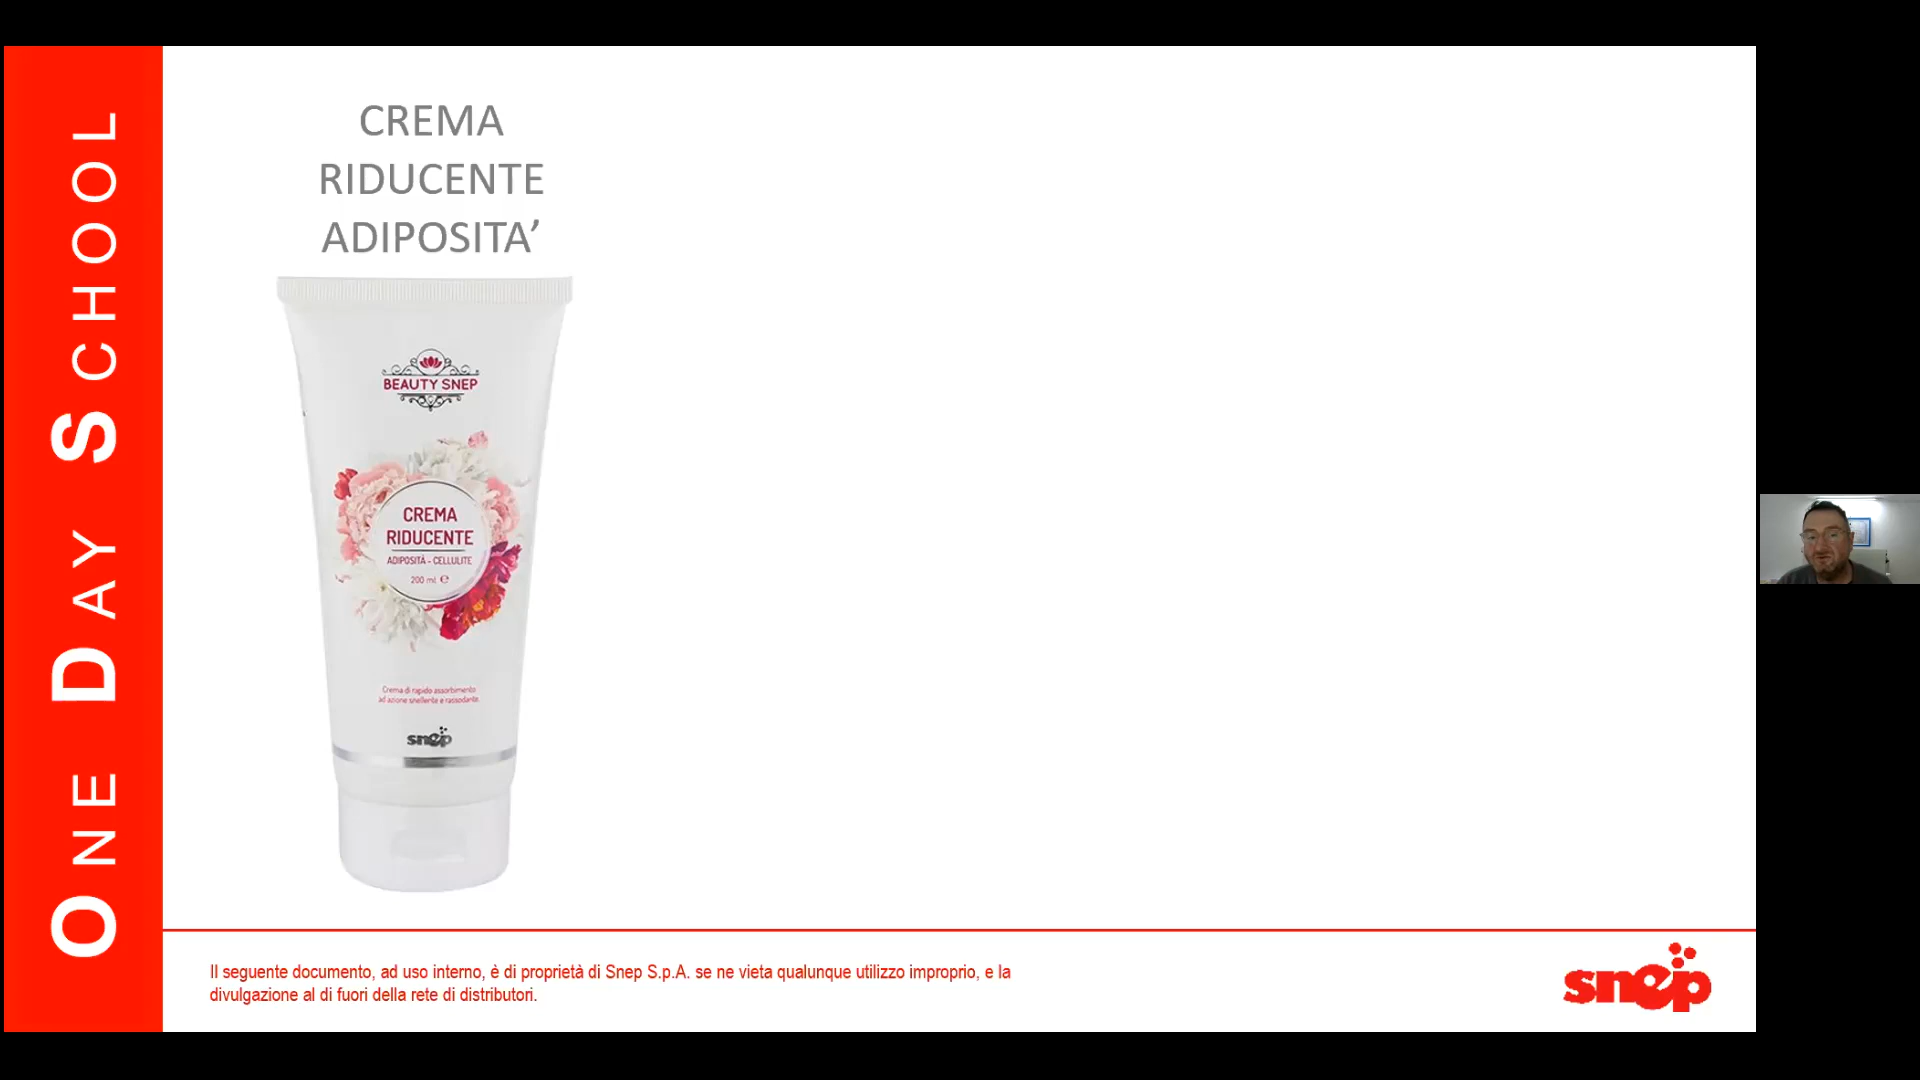 ONE DAY SCHOOL
CREMA
RIDUCENTE
ADIPOSITA’
BEAUTY SNEP
CREMA
RIDUCENTE
ADIPOSITÀ - CELLULITE
200 ml ℮
Crema di rapido assorbimento
ad azione snellente e rassodante.
snep
Il seguente documento, ad uso interno, è di proprietà di Snep S.p.A. se ne vieta qualunque utilizzo improprio, e la
divulgazione al di fuori della rete di distributori.
snep